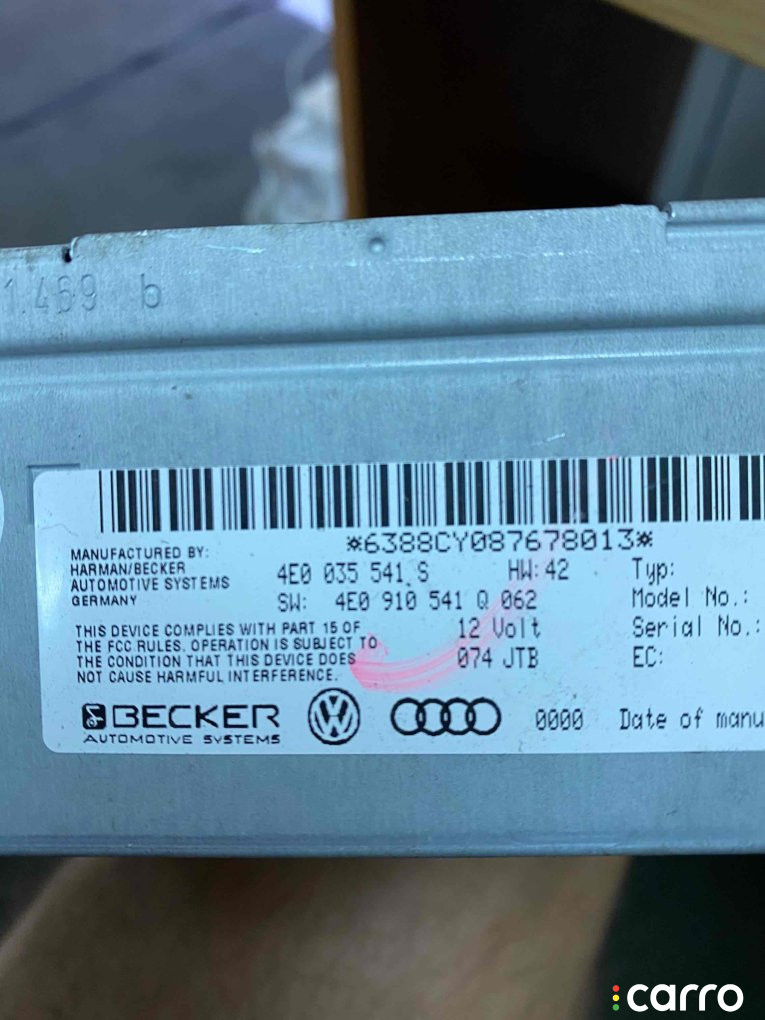 1.469 b
*6388CY087678013*
MANUFACTURED BY:
HARMAN/BECKER
AUTOMOTIVE SYSTEMS
GERMANY
4E0 035 541 S HW: 42
SW: 4E0 910 541 Q 062
12 Volt
074 JTB
Typ:
Model No.:
Serial No.:
EC:
THIS DEVICE COMPLIES WITH PART 15 OF
THE FCC RULES. OPERATION IS SUBJECT TO
THE CONDITION THAT THIS DEVICE DOES
NOT CAUSE HARMFUL INTERFERENCE.
BECKER
AUTOMOTIVE SYSTEMS
0000 Date of manu
carro